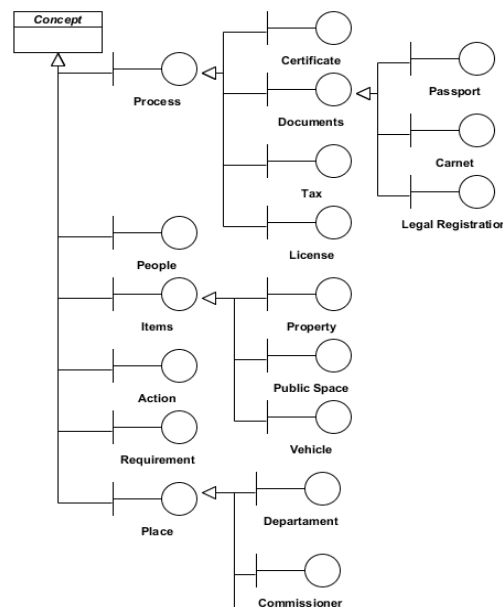 Concept
Process
Certificate
Documents
Tax
License
Passport
Carnet
Legal Registration
People
Items
Property
Public Space
Vehicle
Action
Requirement
Place
Departament
Commissioner